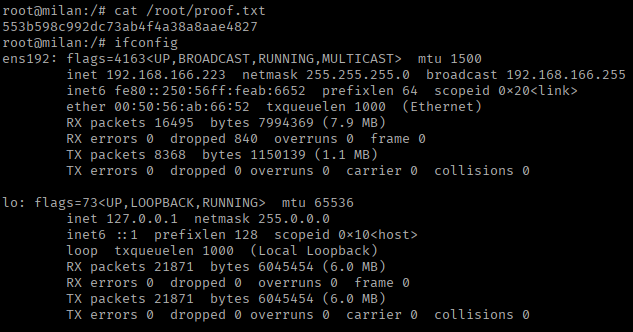 root@milan:/# cat /root/proof.txt
553b598c992dc73ab4f4a38a8aae4827
root@milan:/# ifconfig
ens192: flags=4163<UP,BROADCAST,RUNNING,MULTICAST>  mtu 1500
        inet 192.168.166.223  netmask 255.255.255.0  broadcast 192.168.166.255
        inet6 fe80::250:56ff:feab:6652  prefixlen 64  scopeid 0×20<link>
        ether 00:50:56:ab:66:52  txqueuelen 1000  (Ethernet)
        RX packets 16495  bytes 7994369 (7.9 MB)
        RX errors 0  dropped 840  overruns 0  frame 0
        TX packets 8368  bytes 1150139 (1.1 MB)
        TX errors 0  dropped 0 overruns 0  carrier 0  collisions 0

lo: flags=73<UP,LOOPBACK,RUNNING>  mtu 65536
        inet 127.0.0.1  netmask 255.0.0.0
        inet6 ::1  prefixlen 128  scopeid 0×10<host>
        loop  txqueuelen 1000  (Local Loopback)
        RX packets 21871  bytes 6045454 (6.0 MB)
        RX errors 0  dropped 0  overruns 0  frame 0
        TX packets 21871  bytes 6045454 (6.0 MB)
        TX errors 0  dropped 0 overruns 0  carrier 0  collisions 0